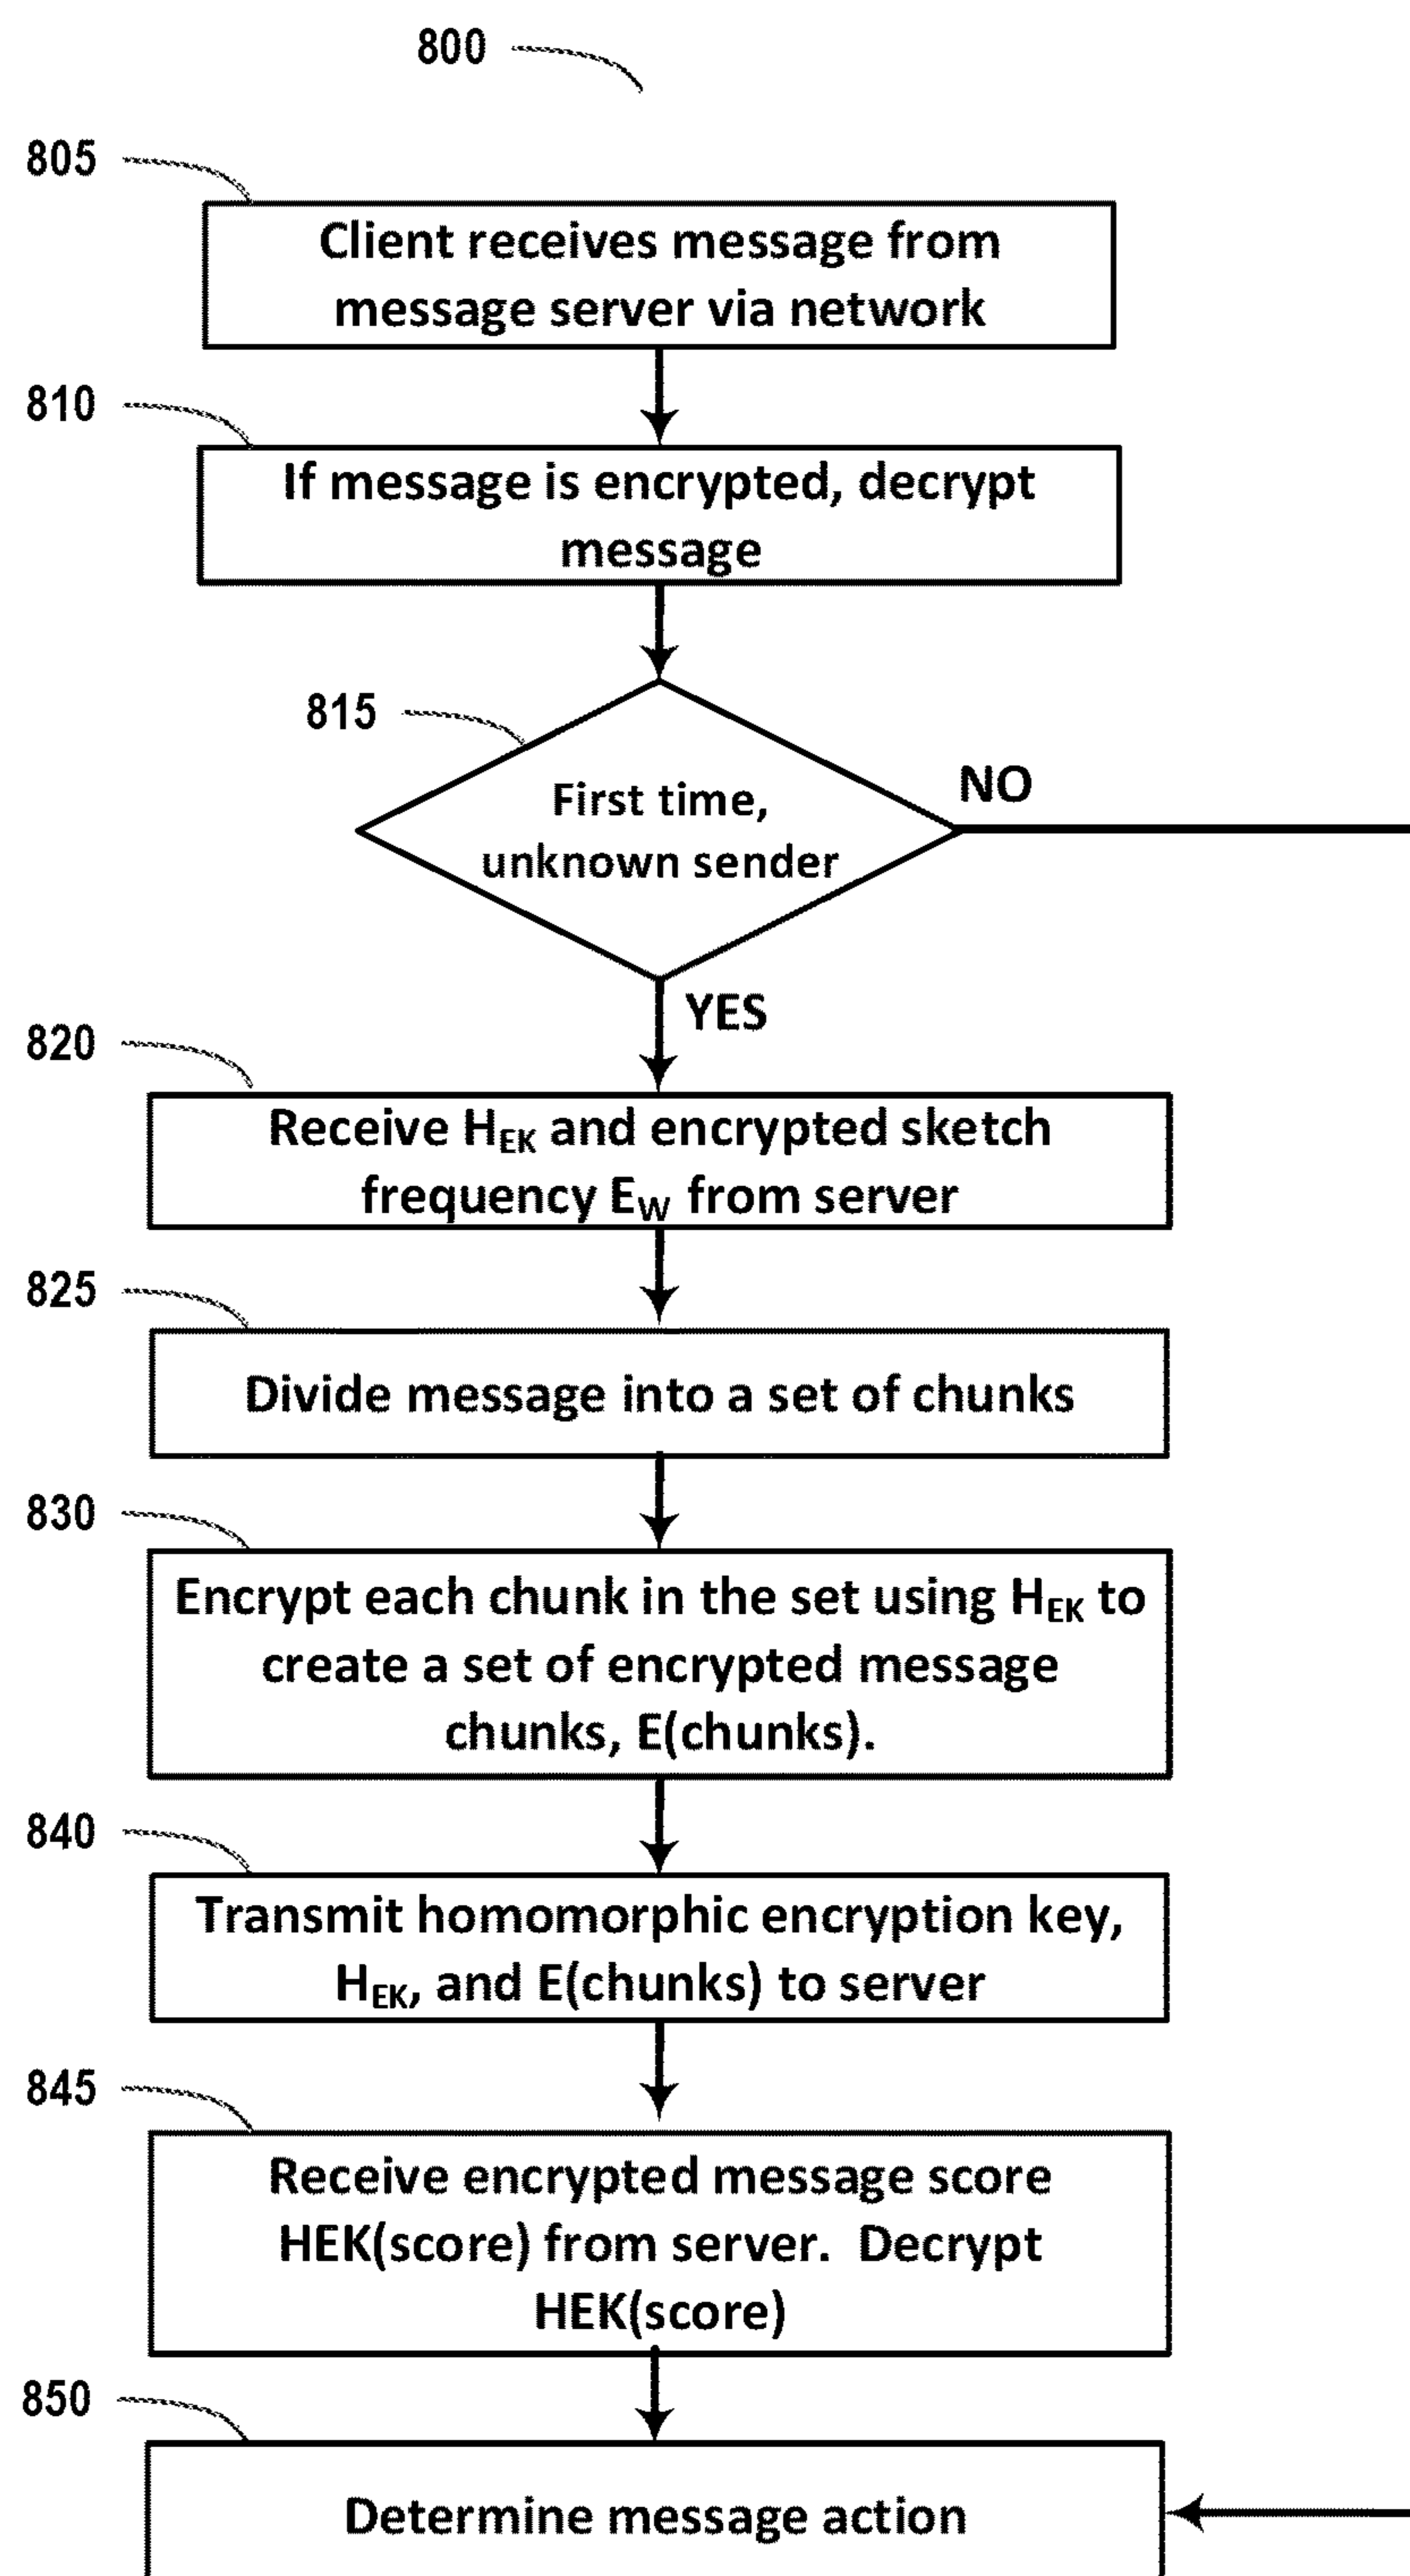 800
805
Client receives message from
message server via network
810
If message is encrypted, decrypt
message
815
First time,
unknown sender
NO
YES
820
Receive H_EK and encrypted sketch
frequency E_W from server
825
Divide message into a set of chunks
830
Encrypt each chunk in the set using H_EK to
create a set of encrypted message
chunks, E(chunks).
840
Transmit homomorphic encryption key,
H_EK, and E(chunks) to server
845
Receive encrypted message score
HEK(score) from server.  Decrypt
HEK(score)
850
Determine message action